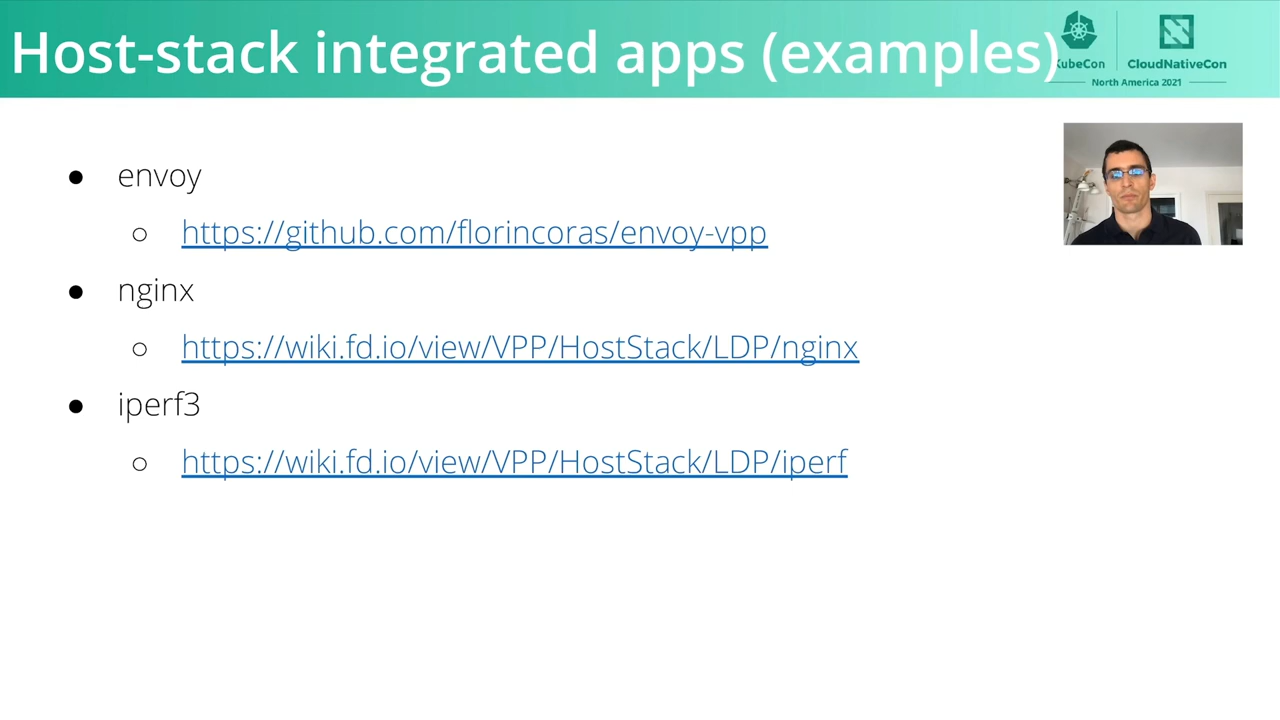 Host-stack integrated apps (examples)
KubeCon
CloudNativeCon
North America 2021
● envoy
○ https://github.com/florincoras/envoy-vpp
● nginx
○ https://wiki.fd.io/view/VPP/HostStack/LDP/nginx
● iperf3
○ https://wiki.fd.io/view/VPP/HostStack/LDP/iperf